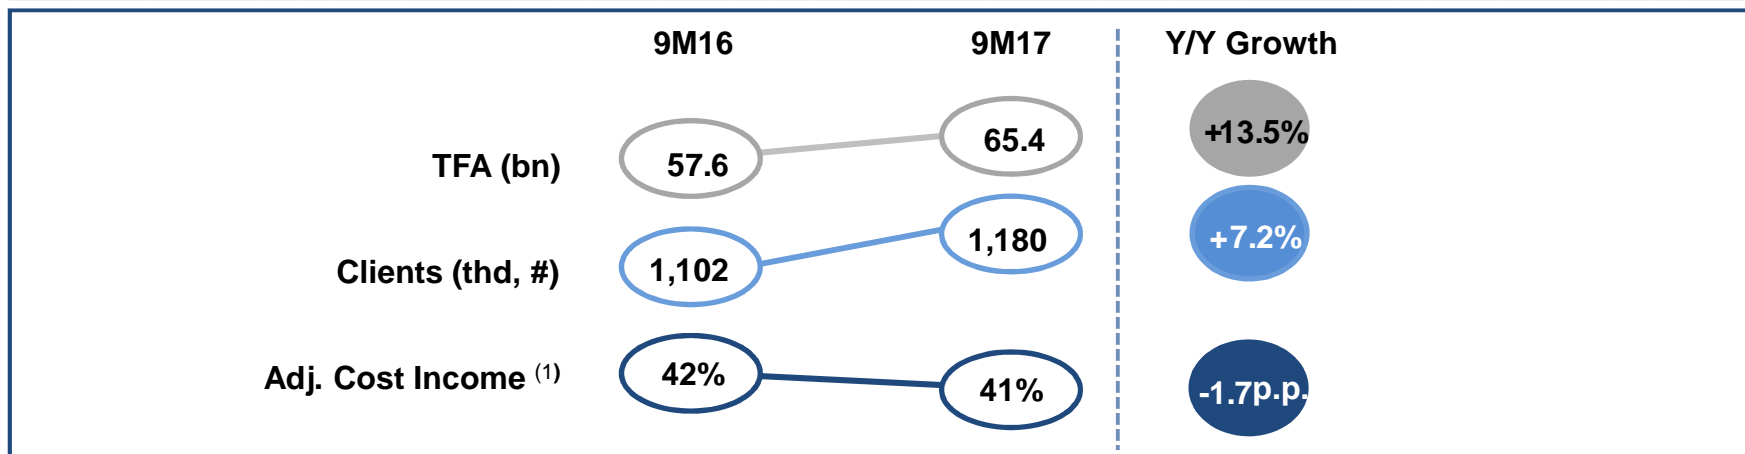 9M16 9M17 Y/Y Growth
TFA (bn) 57.6 65.4 +13.5%
Clients (thd, #) 1,102 1,180 +7.2%
Adj. Cost Income (1) 42% 41% -1.7p.p.